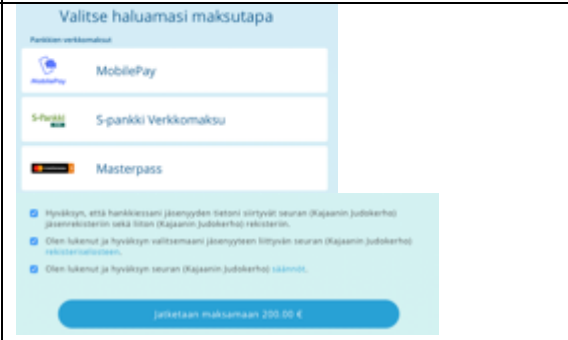 Valitse haluamasi maksutapa
Pankkien verkkomaksut
MobilePay
MobilePay
S-Pankki
S-pankki Verkkomaksu
Masterpass
Hyväksyn, että hankkiessani jäsenyyden tietoni siirtyvät seuran (Kajaanin Judokerho)
jäsenrekisteriin sekä liiton (Kajaanin Judokerho) rekisteriin.
Olen lukenut ja hyväksyn valitsemaani jäsenyyteen liittyvän seuran (Kajaanin Judokerho)
rekisteriselosteen.
Olen lukenut ja hyväksyn seuran (Kajaanin Judokerho) säännöt.
Jatketaan maksamaan 200.00 €